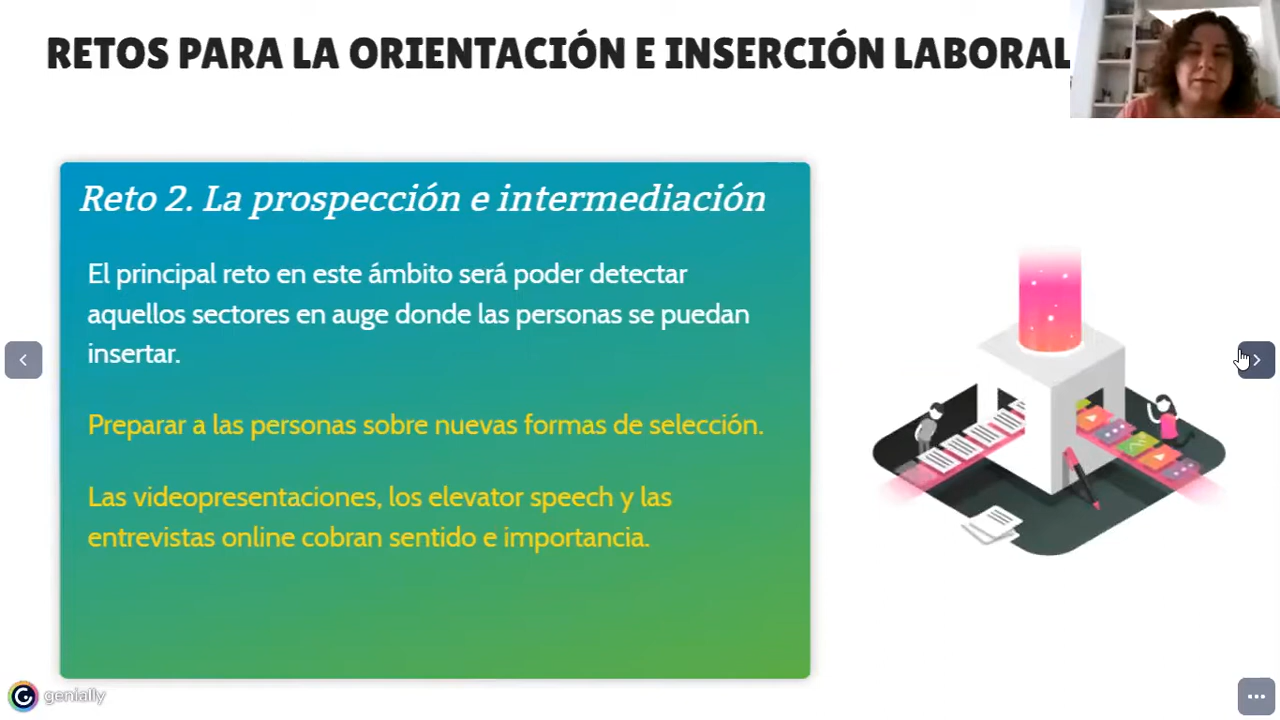 RETOS PARA LA ORIENTACIÓN E INSERCIÓN LABORAL
Reto 2. La prospección e intermediación
El principal reto en este ámbito será poder detectar
aquellos sectores en auge donde las personas se puedan
insertar.
Preparar a las personas sobre nuevas formas de selección.
Las videopresentaciones, los elevator speech y las
entrevistas online cobran sentido e importancia.
genially